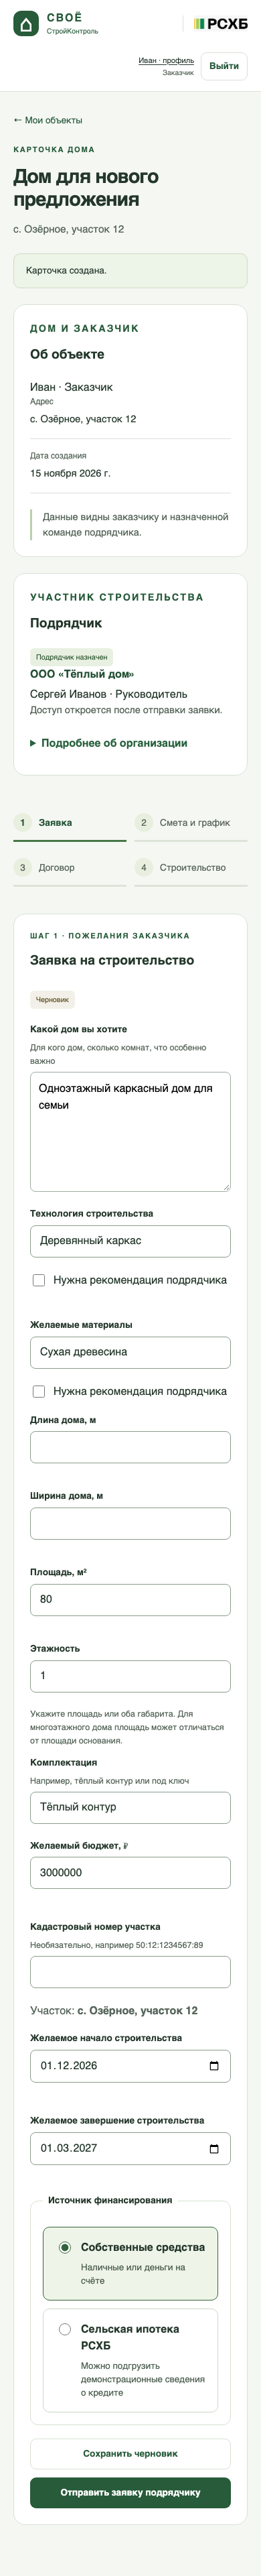 СВОЁ
СтройКонтроль
РСХБ
Иван · профиль
Заказчик
Выйти
← Мои объекты
КАРТОЧКА ДОМА
Дом для нового
предложения
с. Озёрное, участок 12
Карточка создана.
ДОМ И ЗАКАЗЧИК
Об объекте
Иван · Заказчик
Адрес
с. Озёрное, участок 12
Дата создания
15 ноября 2026 г.
Данные видны заказчику и назначенной
команде подрядчика.
УЧАСТНИК СТРОИТЕЛЬСТВА
Подрядчик
Подрядчик назначен
ООО «Тёплый дом»
Сергей Иванов · Руководитель
Доступ откроется после отправки заявки.
▶ Подробнее об организации
1 Заявка
2 Смета и график
3 Договор
4 Строительство
ШАГ 1 · ПОЖЕЛАНИЯ ЗАКАЗЧИКА
Заявка на строительство
Черновик
Какой дом вы хотите
Для кого дом, сколько комнат, что особенно
важно
Одноэтажный каркасный дом для
семьи
Технология строительства
Деревянный каркас
Нужна рекомендация подрядчика
Желаемые материалы
Сухая древесина
Нужна рекомендация подрядчика
Длина дома, м
Ширина дома, м
Площадь, м²
80
Этажность
1
Укажите площадь или оба габарита. Для
многоэтажного дома площадь может отличаться
от площади основания.
Комплектация
Например, тёплый контур или под ключ
Тёплый контур
Желаемый бюджет, ₽
3000000
Кадастровый номер участка
Необязательно, например 50:12:1234567:89
Участок: с. Озёрное, участок 12
Желаемое начало строительства
01.12.2026
Желаемое завершение строительства
01.03.2027
Источник финансирования
Собственные средства
Наличные или деньги на
счёте
Сельская ипотека
РСХБ
Можно подгрузить
демонстрационные сведения
о кредите
Сохранить черновик
Отправить заявку подрядчику